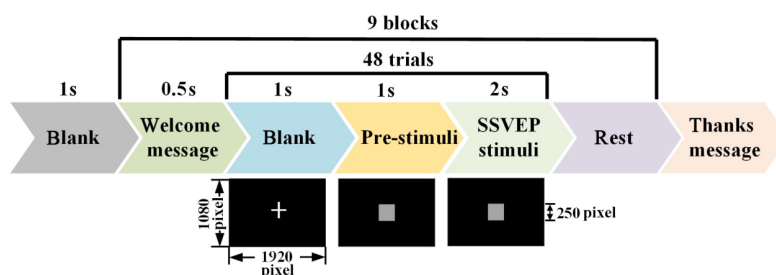 9 blocks
48 trials
1s
0.5s
1s
1s
2s
Blank
Welcome
message
Blank
Pre-stimuli
SSVEP
stimuli
Rest
Thanks
message
1080
pixel
250 pixel
1920
pixel